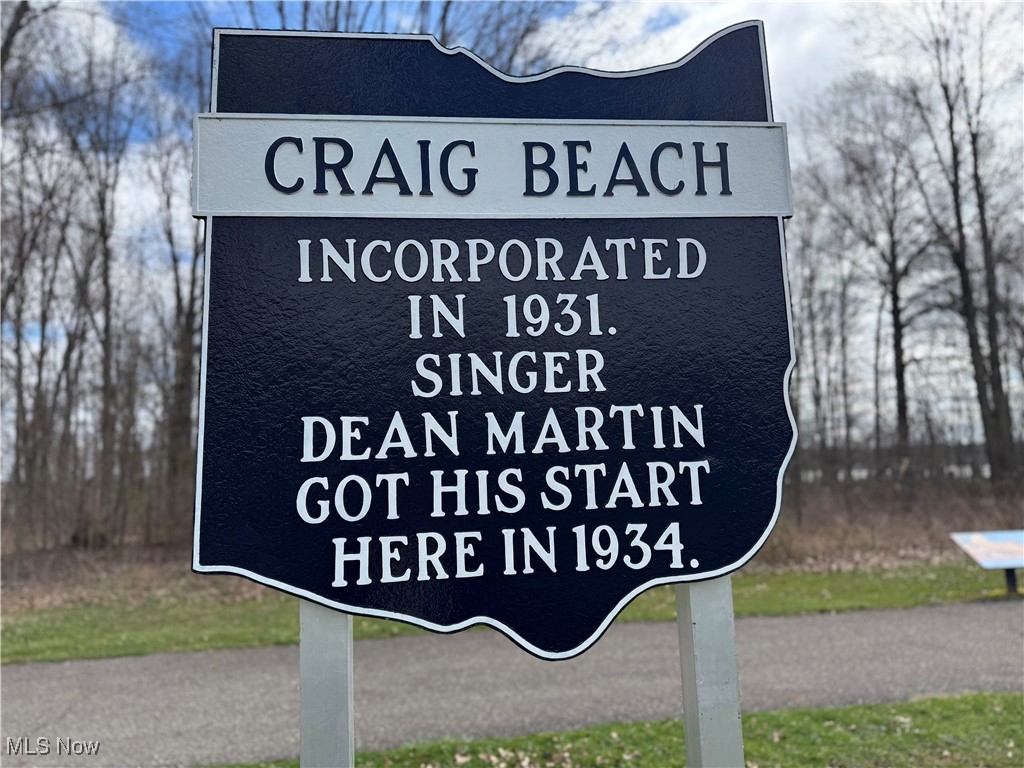 CRAIG BEACH
INCORPORATED
IN 1931.
SINGER
DEAN MARTIN
GOT HIS START
HERE IN 1934.
MLS Now